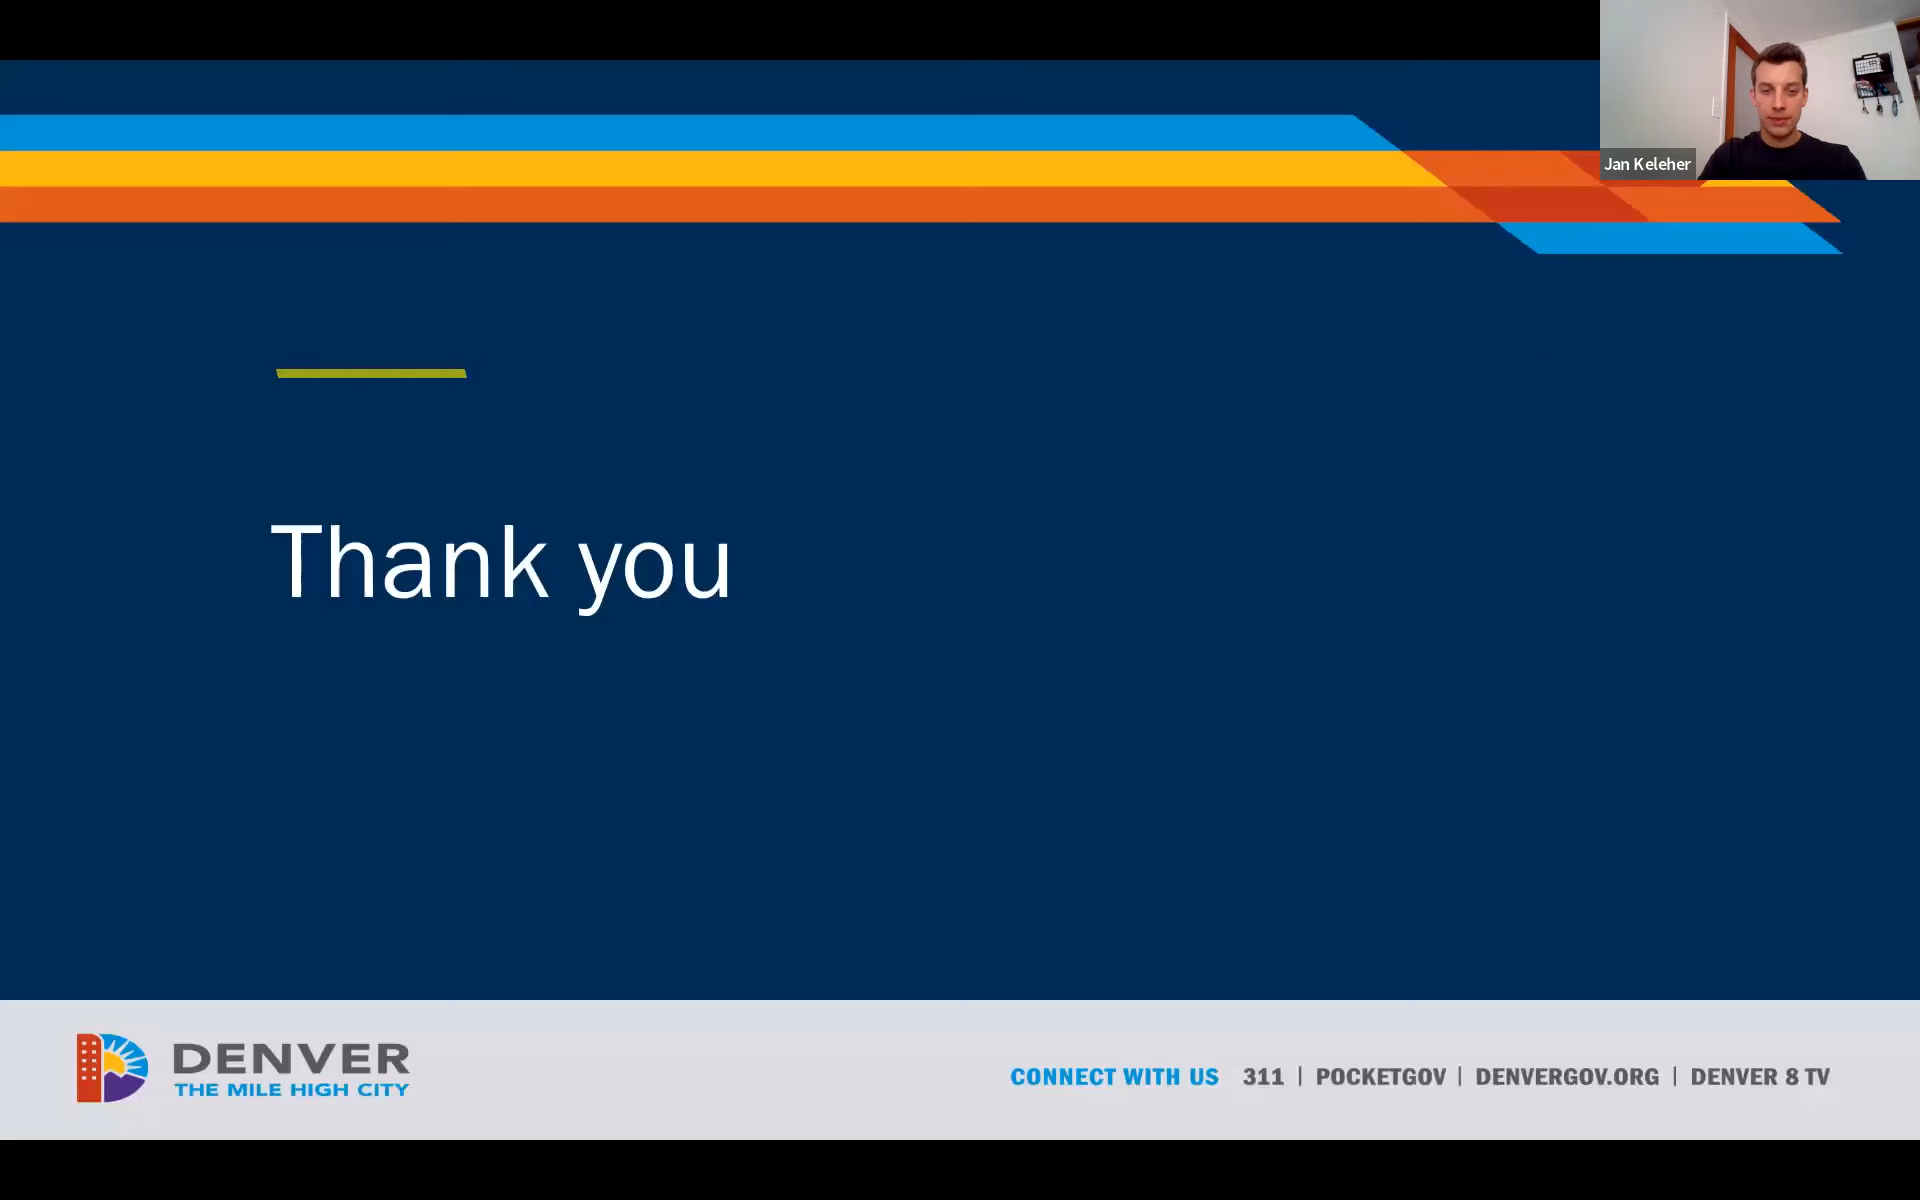 Jan Keleher
Thank you
DENVER
THE MILE HIGH CITY
CONNECT WITH US 311 | POCKETGOV | DENVERGOV.ORG | DENVER 8 TV